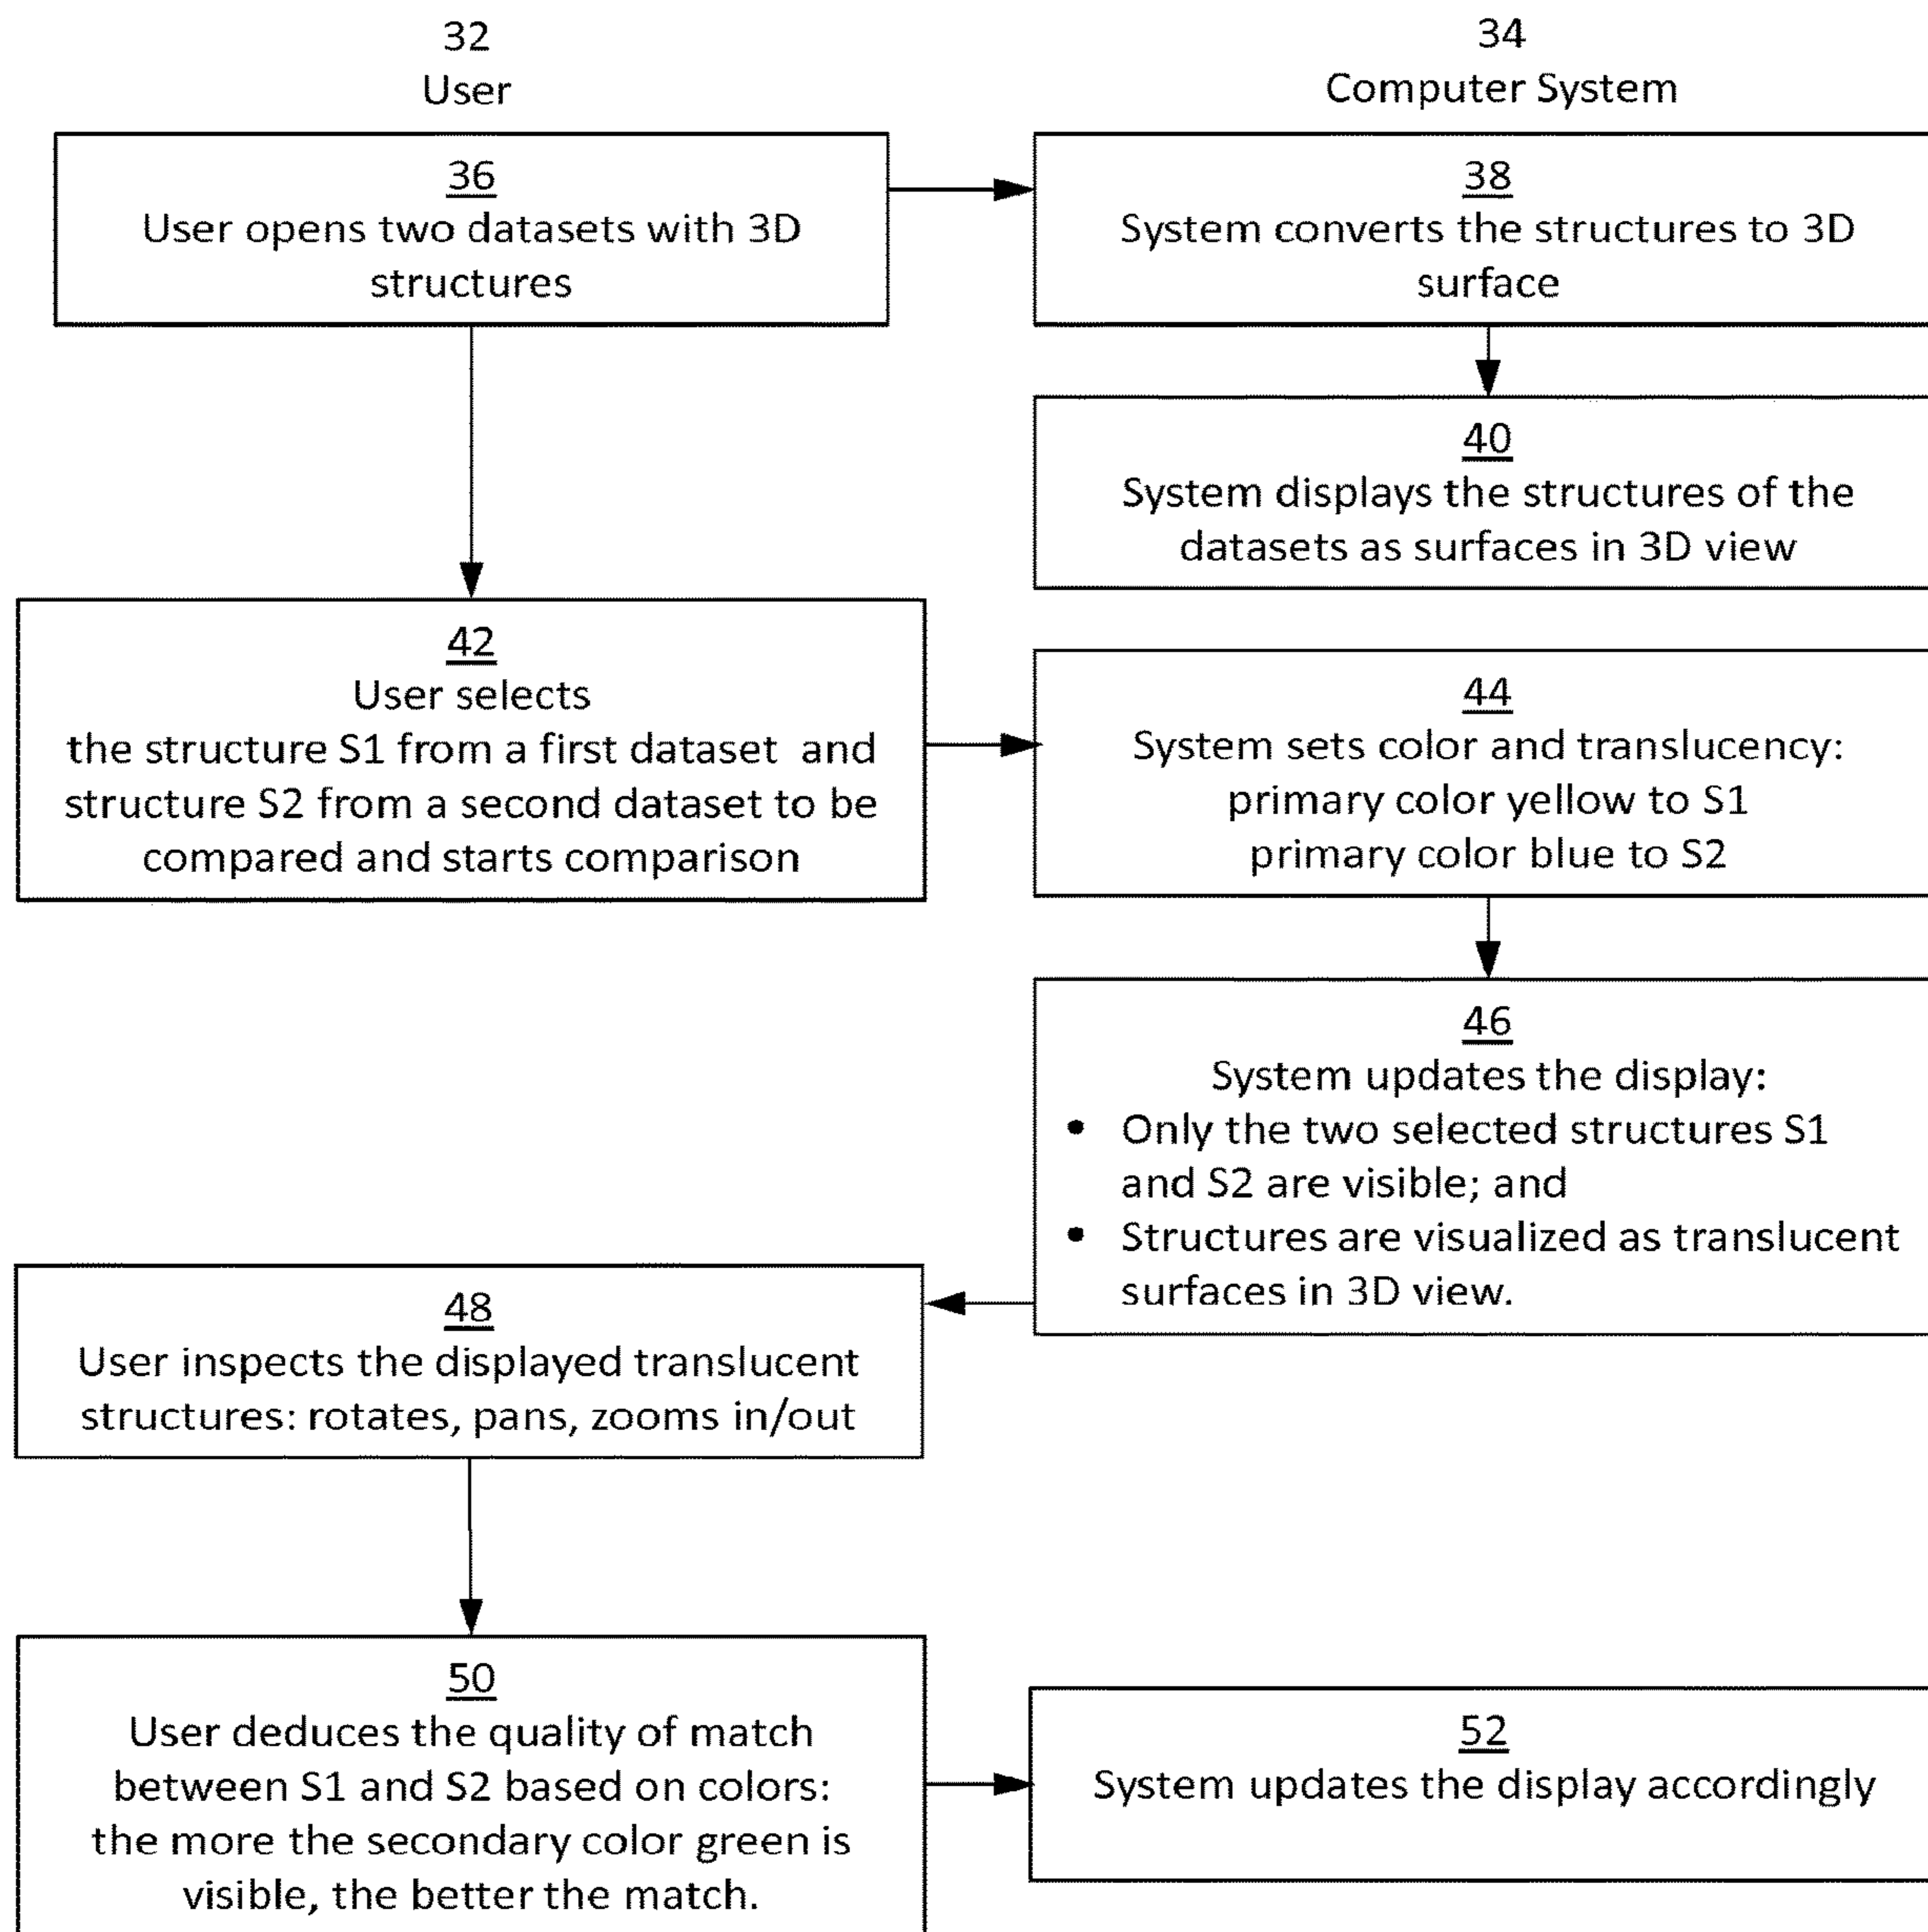 32
User
34
Computer System
36
User opens two datasets with 3D
structures
38
System converts the structures to 3D
surface
40
System displays the structures of the
datasets as surfaces in 3D view
42
User selects
the structure S1 from a first dataset and
structure S2 from a second dataset to be
compared and starts comparison
44
System sets color and translucency:
primary color yellow to S1
primary color blue to S2
46
System updates the display:
• Only the two selected structures S1
and S2 are visible; and
• Structures are visualized as translucent
surfaces in 3D view.
48
User inspects the displayed translucent
structures: rotates, pans, zooms in/out
50
User deduces the quality of match
between S1 and S2 based on colors:
the more the secondary color green is
visible, the better the match.
52
System updates the display accordingly